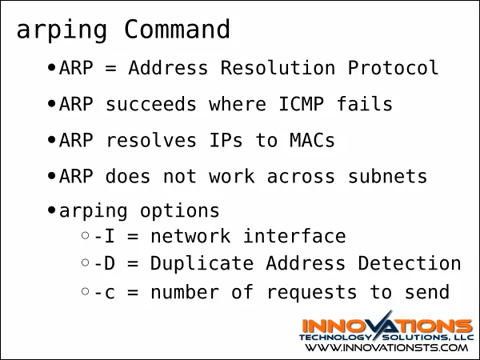 arping Command
•ARP = Address Resolution Protocol
•ARP succeeds where ICMP fails
•ARP resolves IPs to MACs
•ARP does not work across subnets
•arping options
○-I = network interface
○-D = Duplicate Address Detection
○-c = number of requests to send
INNOVATIONS
TECHNOLOGY SOLUTIONS, LLC
WWW.INNOVATIONSTS.COM